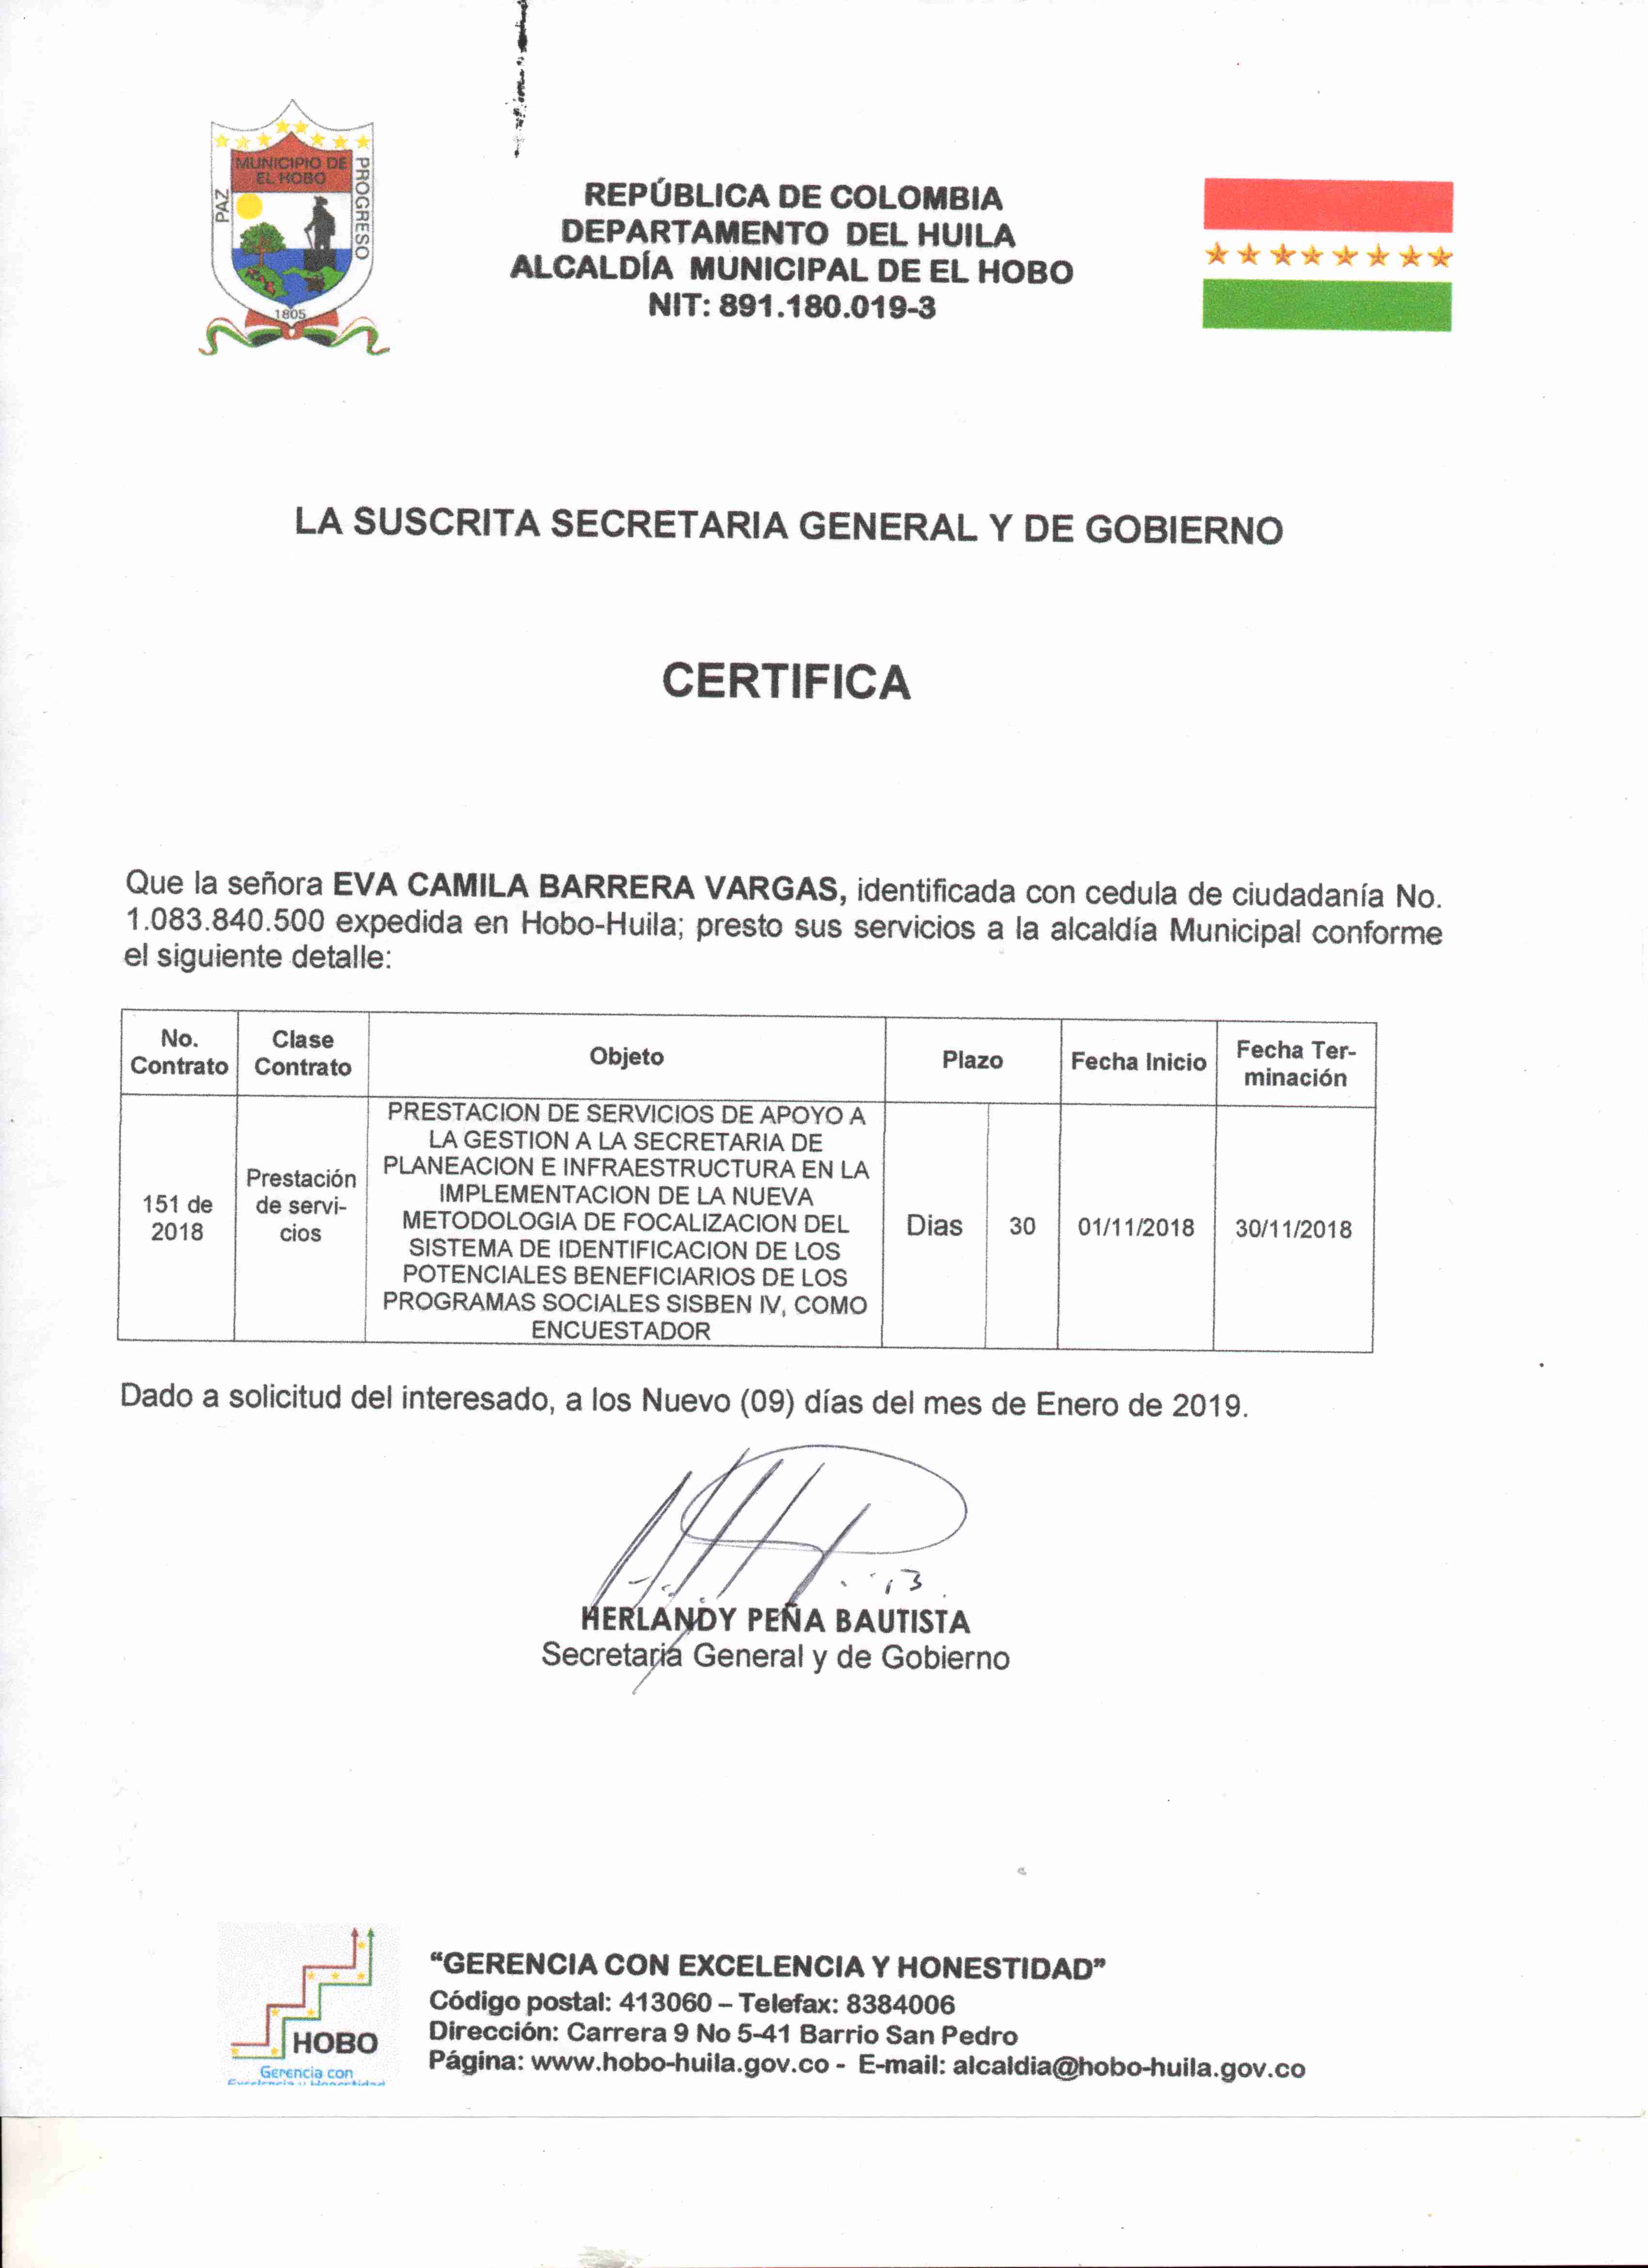 MUNICIPIO DE
EL HOBO
PAZ
PROGRESO
1805
REPÚBLICA DE COLOMBIA
DEPARTAMENTO DEL HUILA
ALCALDÍA MUNICIPAL DE EL HOBO
NIT: 891.180.019-3
LA SUSCRITA SECRETARIA GENERAL Y DE GOBIERNO
CERTIFICA
Que la señora EVA CAMILA BARRERA VARGAS, identificada con cedula de ciudadanía No.
1.083.840.500 expedida en Hobo-Huila; presto sus servicios a la alcaldía Municipal conforme
el siguiente detalle:
No.
Contrato
Clase
Contrato
Objeto
Plazo
Fecha Inicio
Fecha Ter-
minación
151 de
2018
Prestación
de servi-
cios
PRESTACION DE SERVICIOS DE APOYO A
LA GESTION A LA SECRETARIA DE
PLANEACION E INFRAESTRUCTURA EN LA
IMPLEMENTACION DE LA NUEVA
METODOLOGIA DE FOCALIZACION DEL
SISTEMA DE IDENTIFICACION DE LOS
POTENCIALES BENEFICIARIOS DE LOS
PROGRAMAS SOCIALES SISBEN IV, COMO
ENCUESTADOR
Dias
30
01/11/2018
30/11/2018
Dado a solicitud del interesado, a los Nuevo (09) días del mes de Enero de 2019.
HERLANDY PEÑA BAUTISTA
Secretaria General y de Gobierno
HOBO
Gerencia con
Excelencia y Honestidad
"GERENCIA CON EXCELENCIA Y HONESTIDAD"
Código postal: 413060 – Telefax: 8384006
Dirección: Carrera 9 No 5-41 Barrio San Pedro
Página: www.hobo-huila.gov.co - E-mail: alcaldia@hobo-huila.gov.co